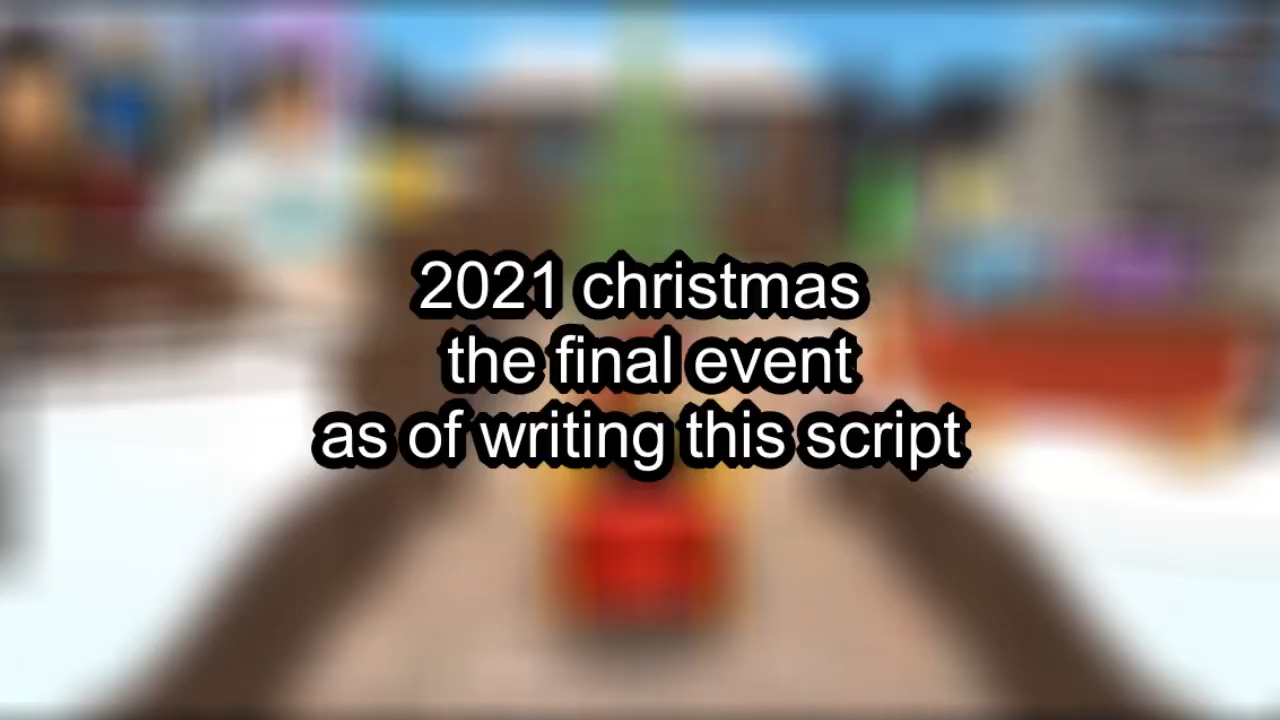 2021 christmas
the final event
as of writing this script